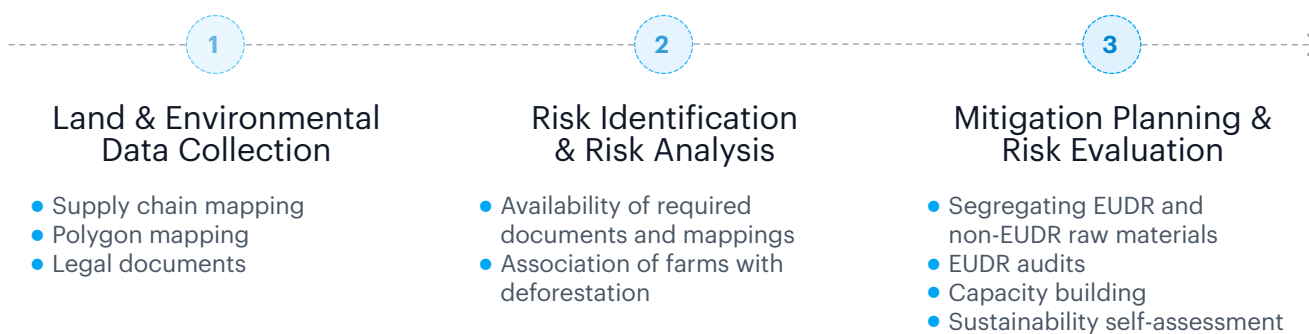 1
Land & Environmental
Data Collection
• Supply chain mapping
• Polygon mapping
• Legal documents
2
Risk Identification
& Risk Analysis
• Availability of required
documents and mappings
• Association of farms with
deforestation
3
Mitigation Planning &
Risk Evaluation
• Segregating EUDR and
non-EUDR raw materials
• EUDR audits
• Capacity building
• Sustainability self-assessment